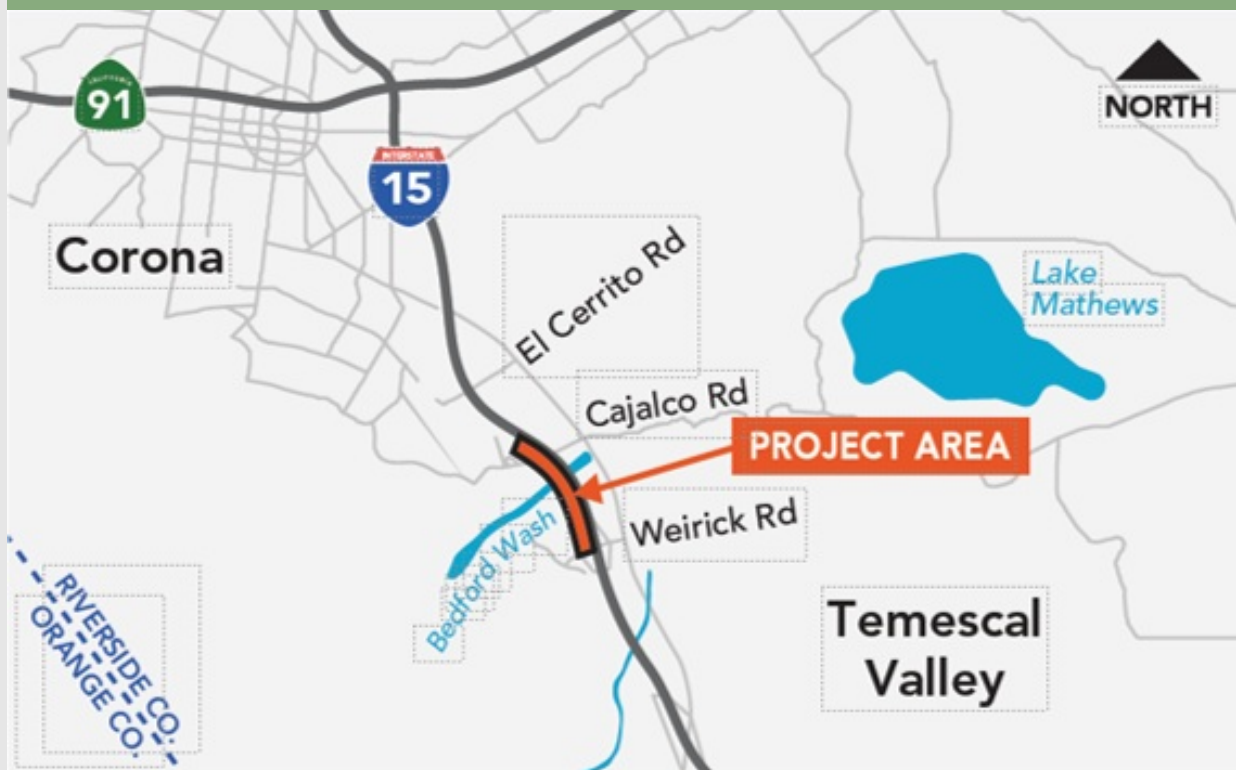 CALIFORNIA
91
NORTH
INTERSTATE
15
Corona
El Cerrito Rd
Lake
Mathews
Cajalco Rd
PROJECT AREA
Weirick Rd
Bedford Wash
RIVERSIDE CO.
ORANGE CO.
Temescal
Valley